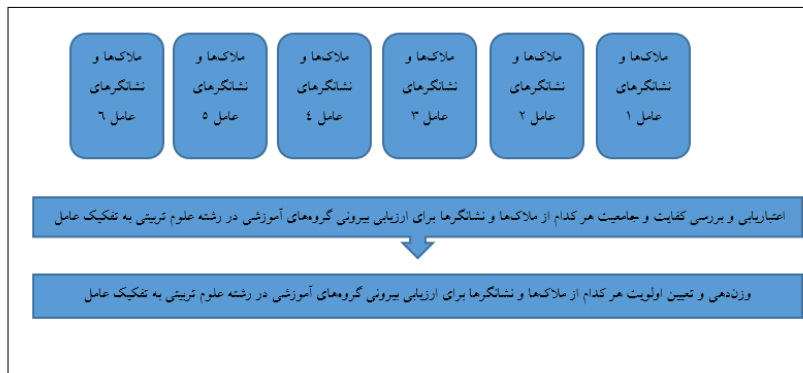 ملاک‌ها و
نشانگرهای
عامل ۱
ملاک‌ها و
نشانگرهای
عامل ۲
ملاک‌ها و
نشانگرهای
عامل ۳
ملاک‌ها و
نشانگرهای
عامل ٤
ملاک‌ها و
نشانگرهای
عامل ٥
ملاک‌ها و
نشانگرهای
عامل ٦
اعتباریابی و بررسی کفایت و جامعیت هر کدام از ملاک‌ها و نشانگرها برای ارزیابی بیرونی گروه‌های آموزشی در رشته علوم تربیتی به تفکیک عامل
وزن‌دهی و تعیین اولویت هر کدام از ملاک‌ها و نشانگرها برای ارزیابی بیرونی گروه‌های آموزشی در رشته علوم تربیتی به تفکیک عامل